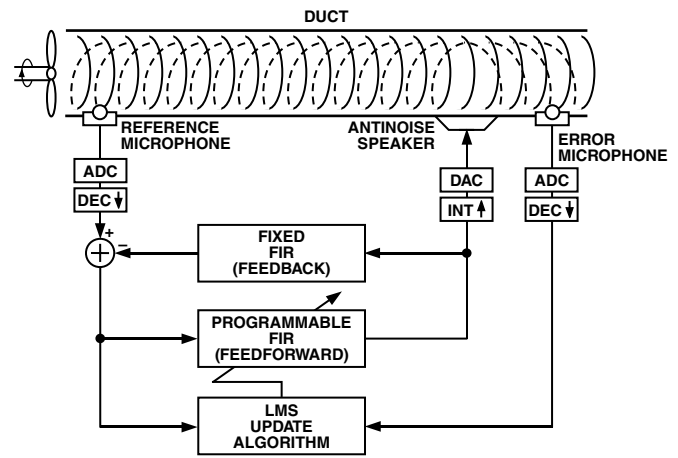 DUCT
REFERENCE
MICROPHONE
ANTINOISE
SPEAKER
ERROR
MICROPHONE
ADC
DEC
DAC
INT
ADC
DEC
+
–
FIXED
FIR
(FEEDBACK)
PROGRAMMABLE
FIR
(FEEDFORWARD)
LMS
UPDATE
ALGORITHM